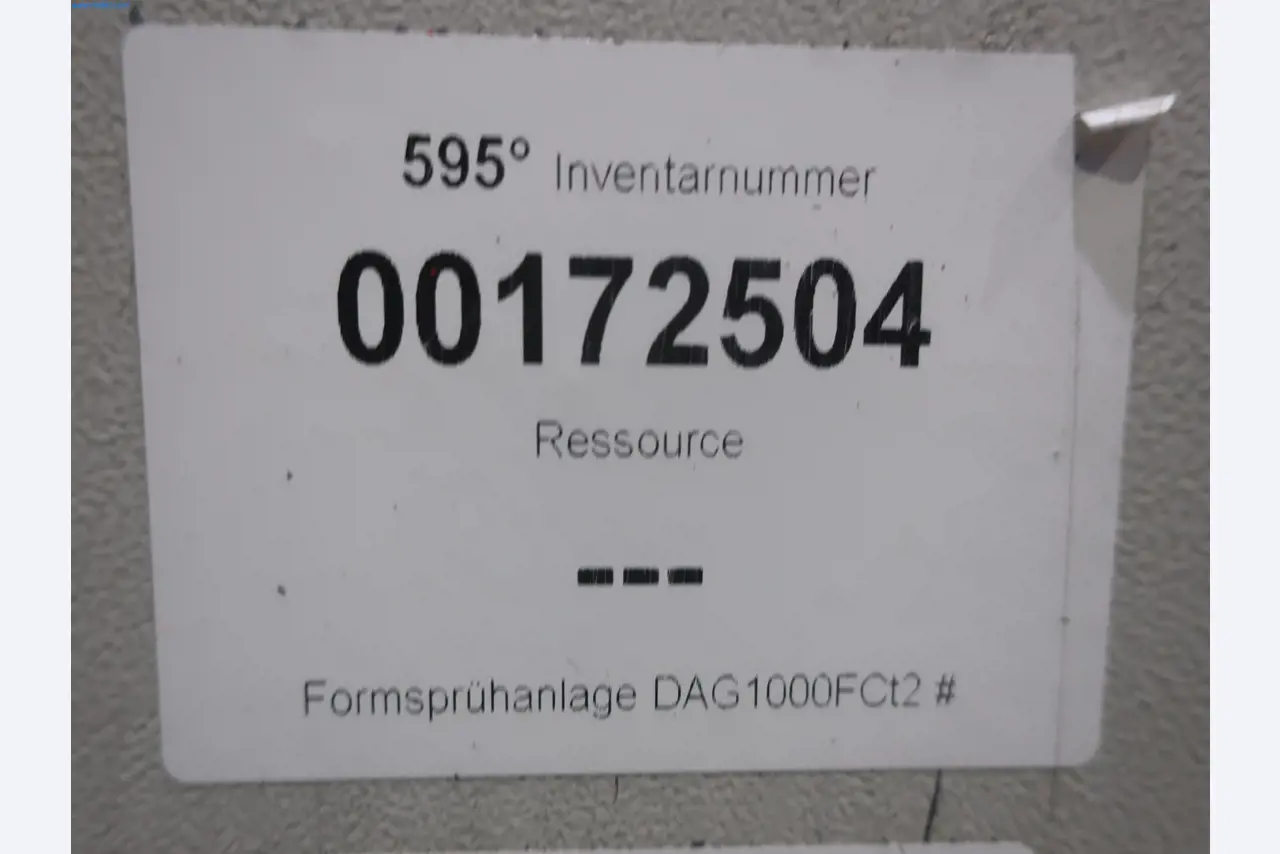 595° Inventarnummer
00172504
Ressource
---
Formsprühanlage DAG1000FCt2 #